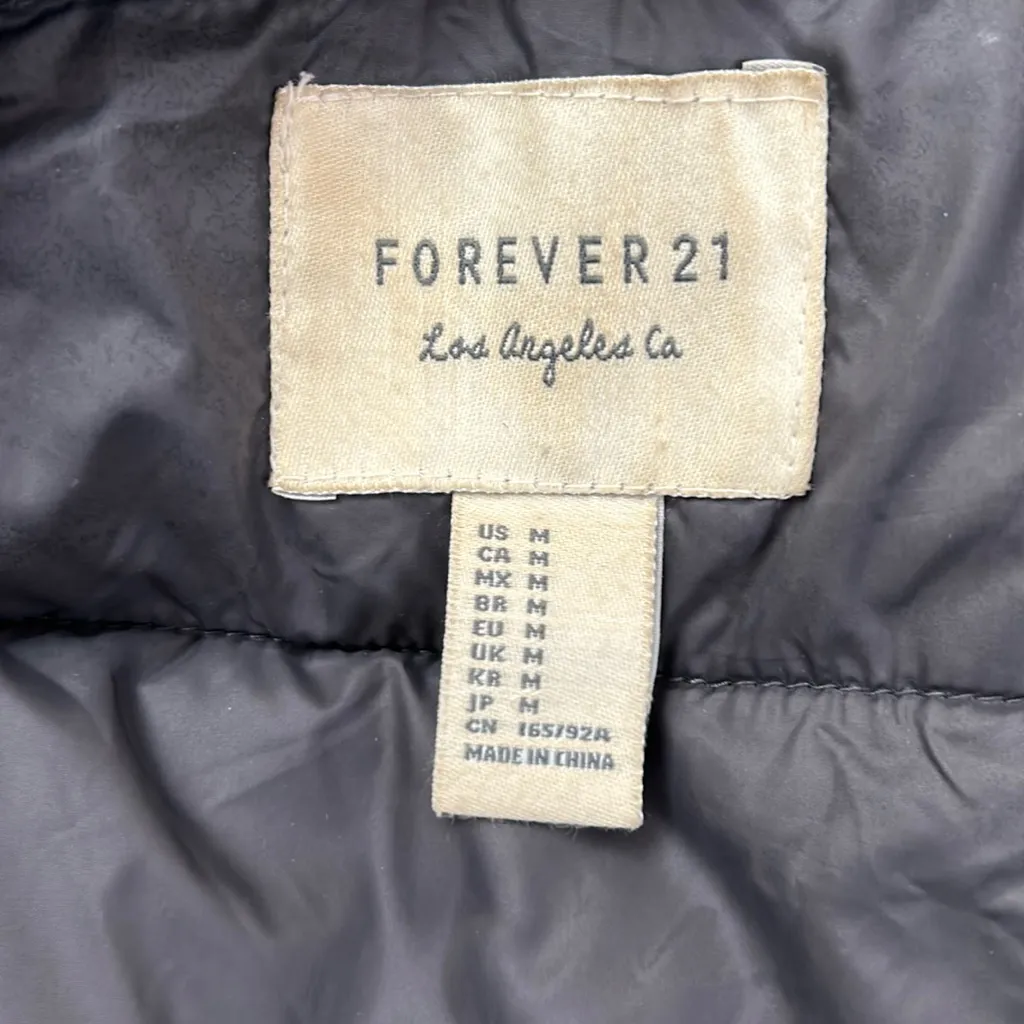 FOREVER 21
Los Angeles Ca
US M
CA M
MX M
BR M
EU M
UK M
KR M
JP M
CN 165/92A
MADE IN CHINA